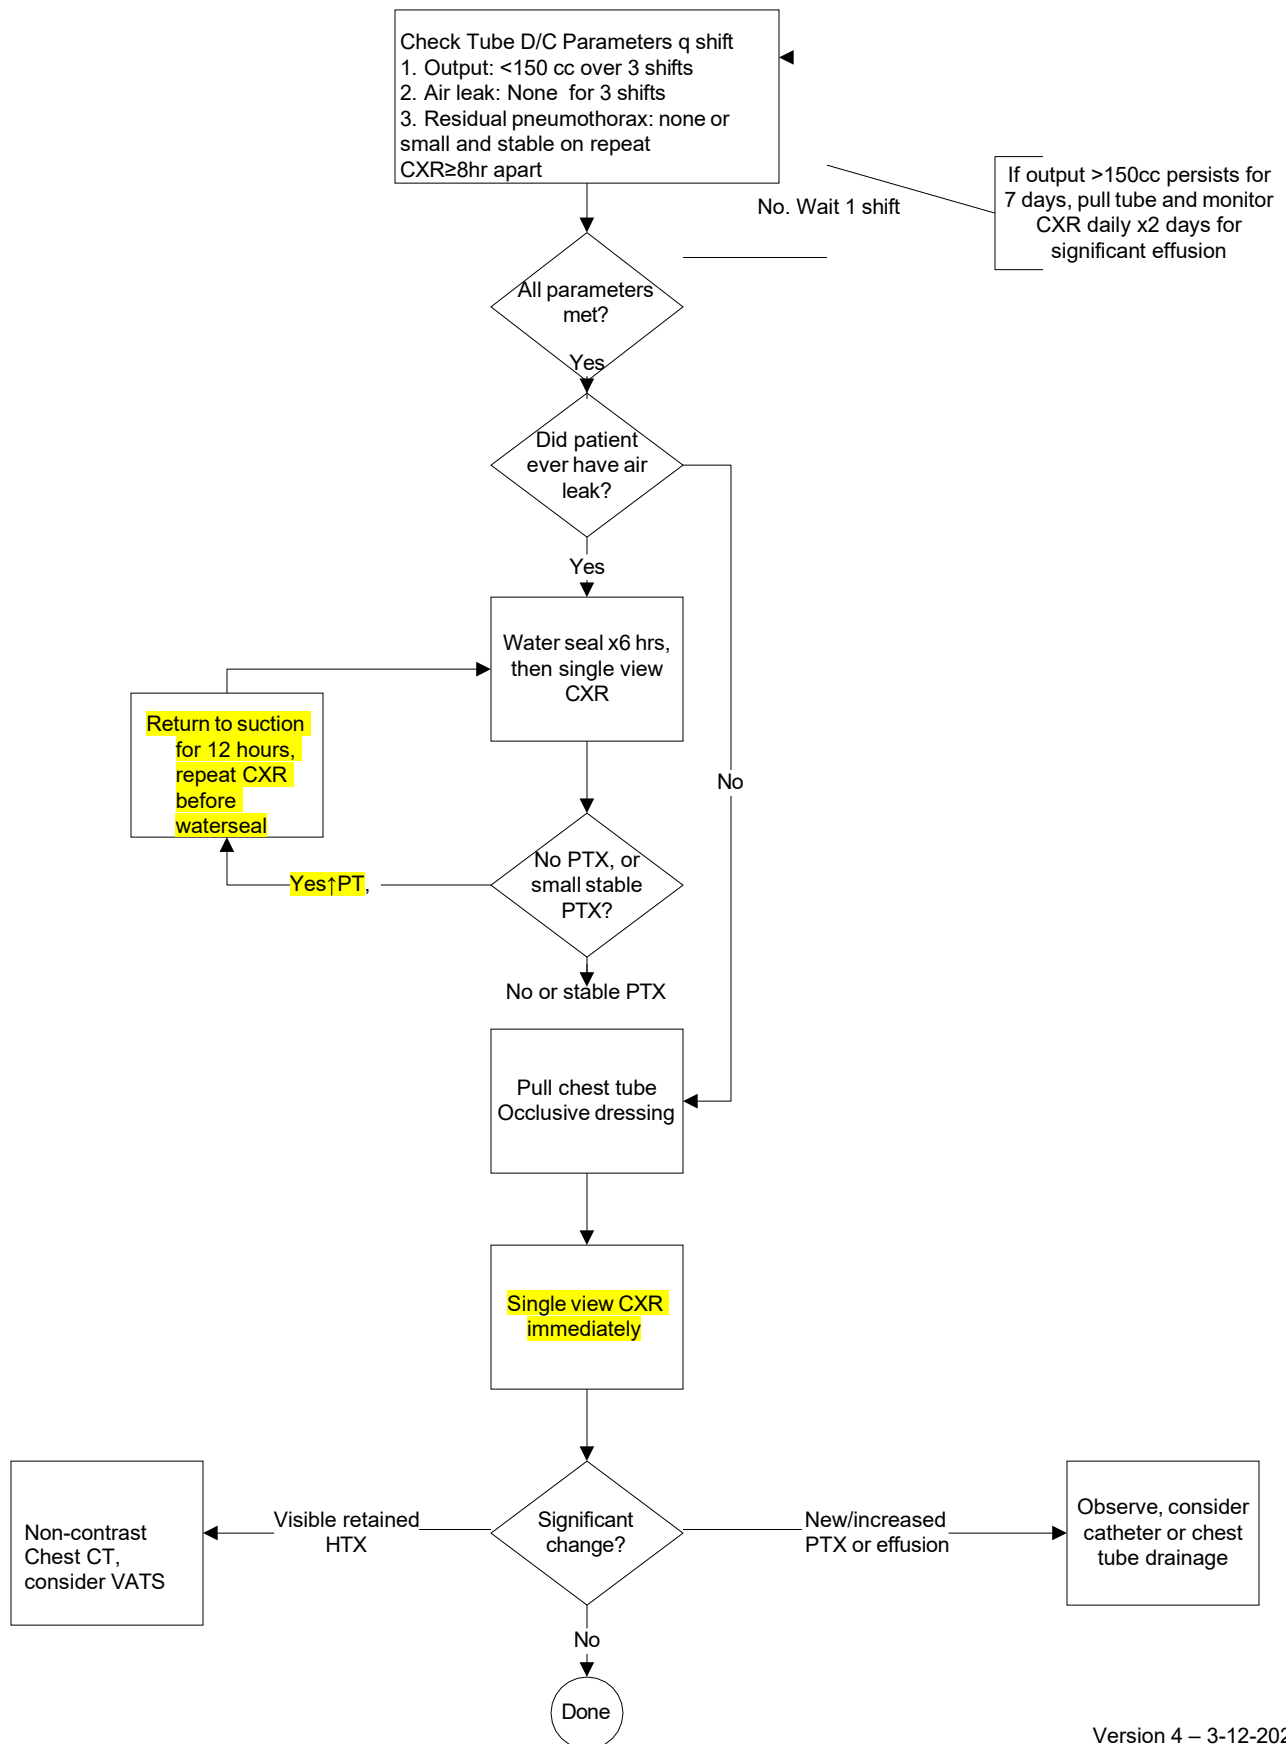 Check Tube D/C Parameters q shift
1. Output: <150 cc over 3 shifts
2. Air leak: None for 3 shifts
3. Residual pneumothorax: none or
small and stable on repeat
CXR≥8hr apart
If output >150cc persists for
7 days, pull tube and monitor
CXR daily x2 days for
significant effusion
No. Wait 1 shift
All parameters
met?
Yes
Did patient
ever have air
leak?
Yes
Water seal x6 hrs,
then single view
CXR
Return to suction
for 12 hours,
repeat CXR
before
waterseal
No
No PTX, or
small stable
PTX?
Yes↑PT,
No or stable PTX
Pull chest tube
Occlusive dressing
Single view CXR
immediately
Significant
change?
Visible retained
HTX
New/increased
PTX or effusion
Non-contrast
Chest CT,
consider VATS
Observe, consider
catheter or chest
tube drainage
No
Done
Version 4 – 3-12-202